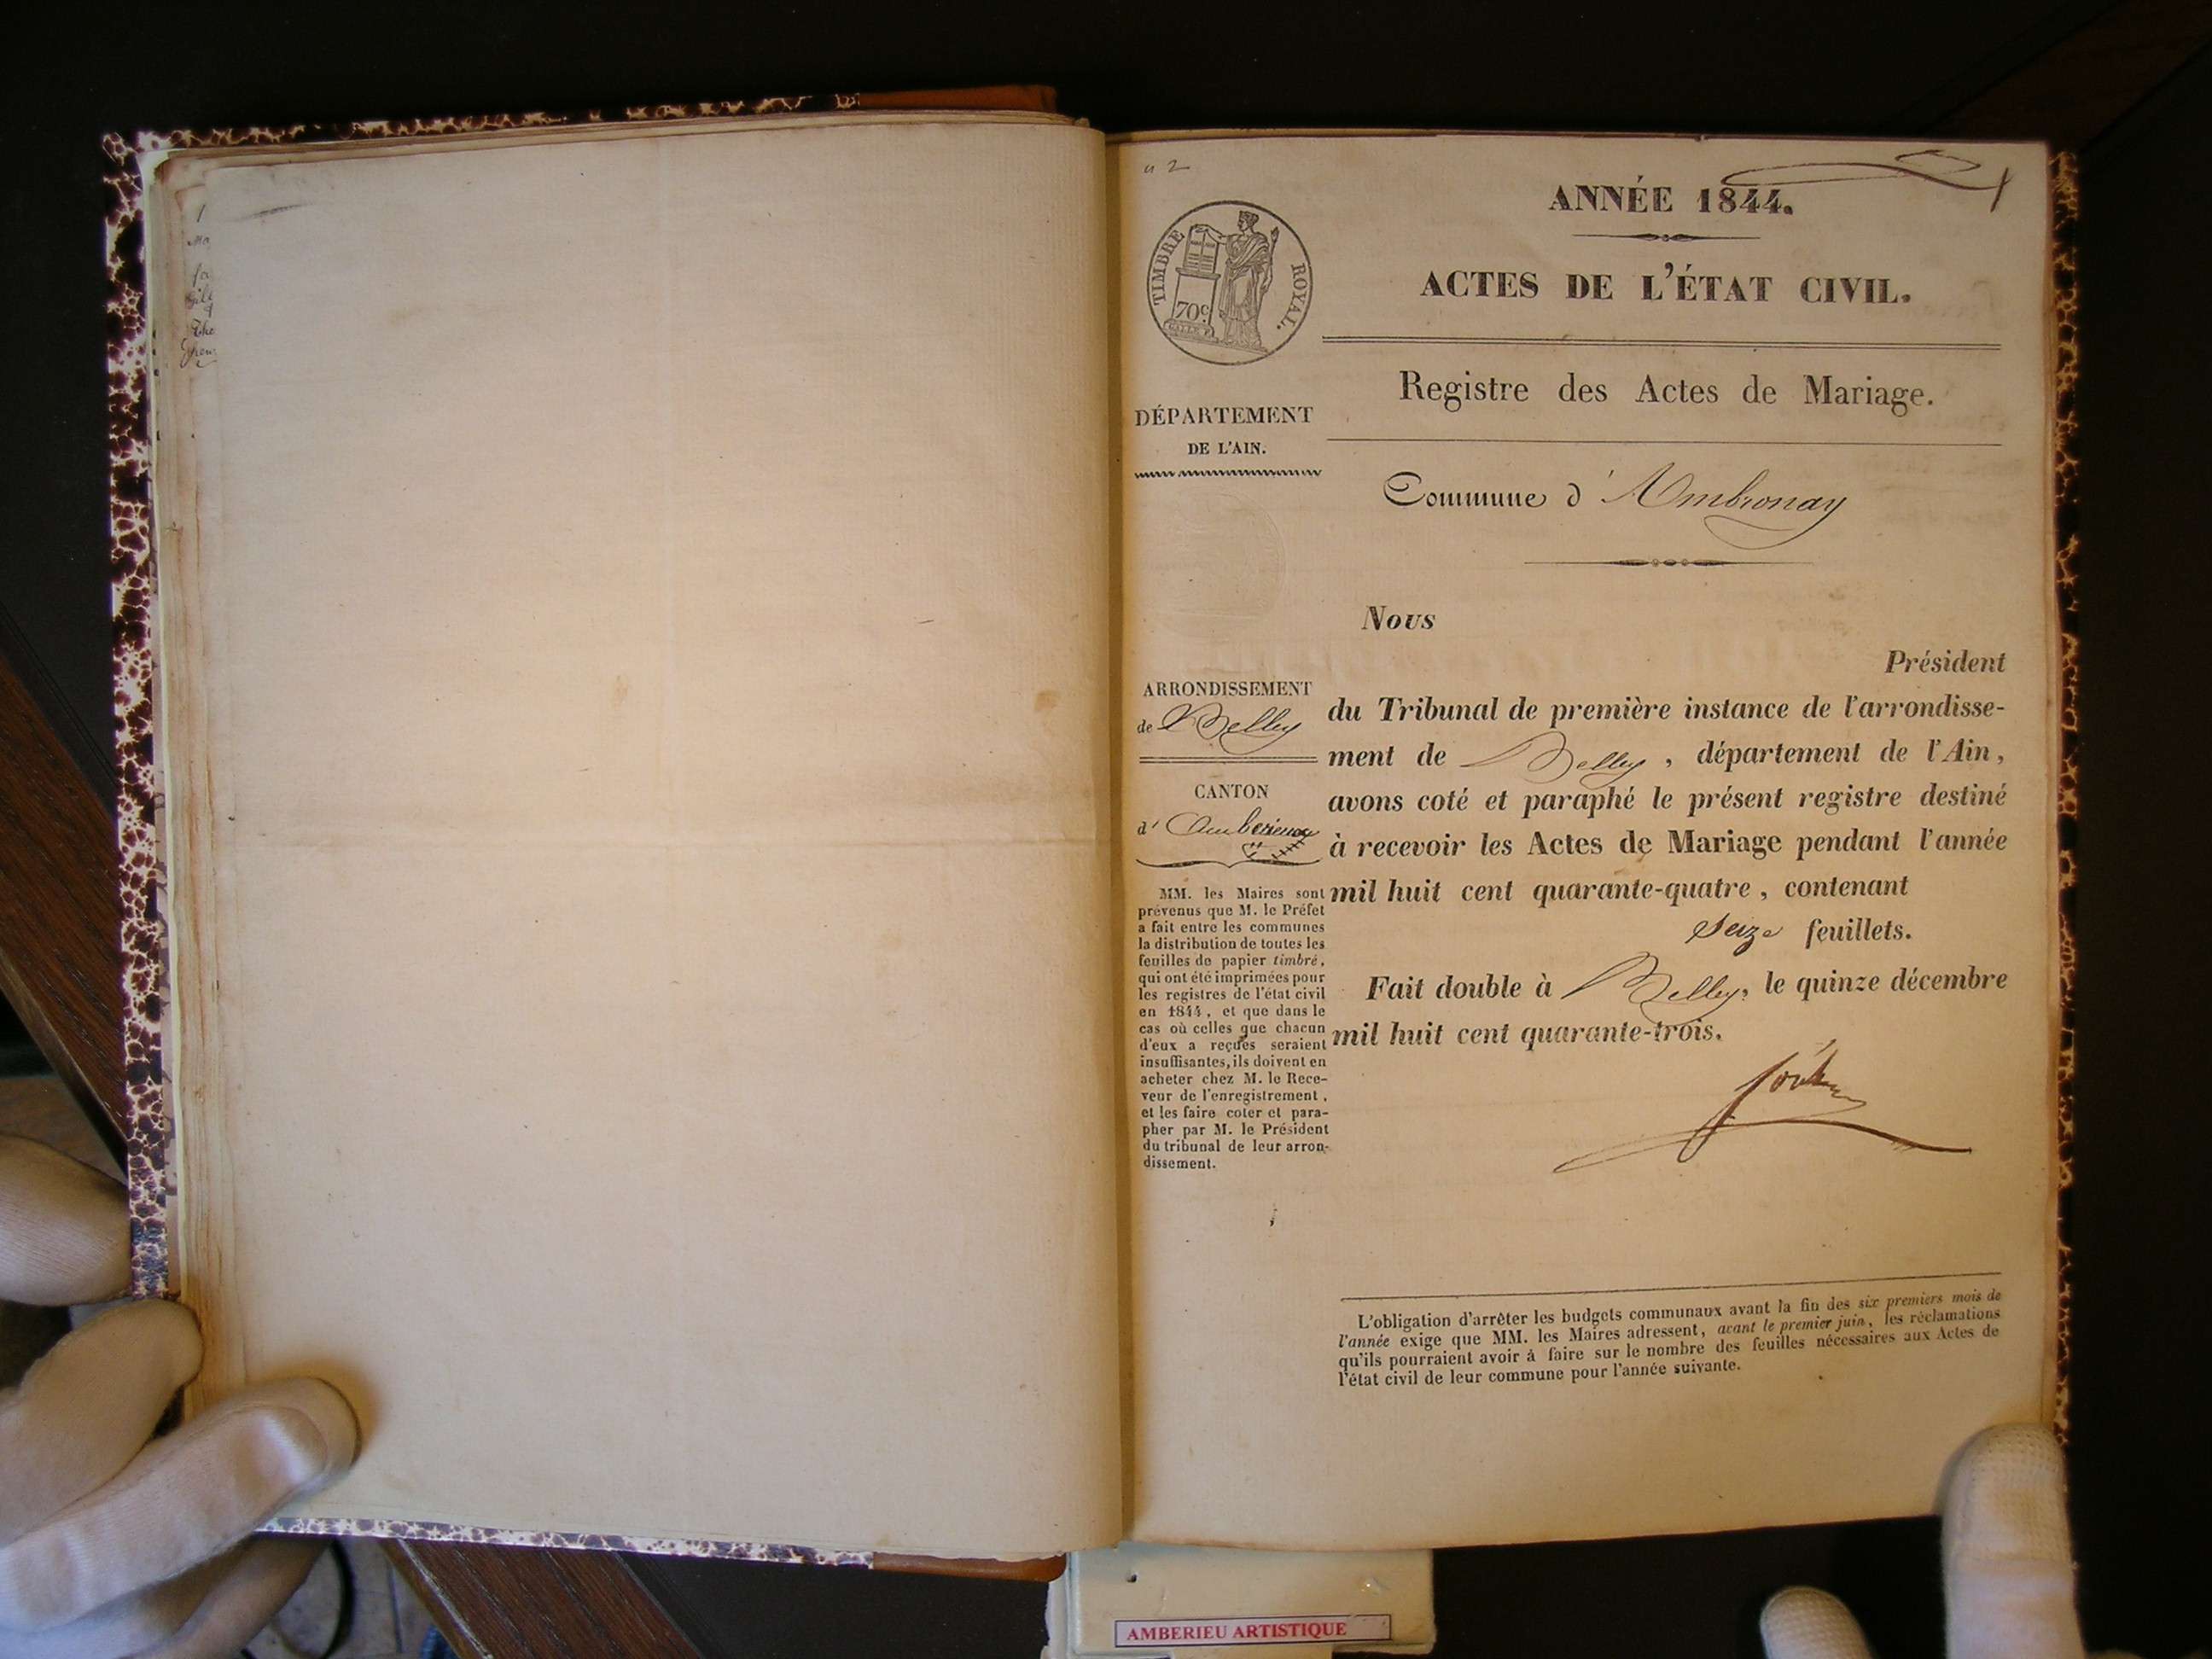 ANNÉE 1844.
ACTES DE L'ÉTAT CIVIL.
TIMBRE ROYAL.
70c
Registre des Actes de Mariage.
DÉPARTEMENT
DE L'AIN.
Commune d'Ambronay
Nous
Président
du Tribunal de première instance de l'arrondisse-
ment de Belley, département de l'Ain,
avons coté et paraphé le présent registre destiné
à recevoir les Actes de Mariage pendant l'année
mil huit cent quarante-quatre, contenant
Seize feuillets.
Fait double à Belley, le quinze décembre
mil huit cent quarante-trois.
ARRONDISSEMENT
de Belley
CANTON
d'
MM. les Maires sont
prévenus que M. le Préfet
a fait entre les communes
la distribution de toutes les
feuilles de papier timbré,
qui ont été imprimées pour
les registres de l'état civil
en 1844, et que dans le
cas où celles que chacun
d'eux a reçues seraient
insuffisantes, ils doivent en
acheter chez M. le Rece-
veur de l'enregistrement,
et les faire coter et para-
pher par M. le Président
du tribunal de leur arron-
dissement.
L'obligation d'arrêter les budgets communaux avant la fin des six premiers mois de
l'année exige que MM. les Maires adressent, avant le premier juin, les réclamations
qu'ils pourraient avoir à faire sur le nombre des feuilles nécessaires aux Actes de
l'état civil de leur commune pour l'année suivante.
AMBERIEU ARTISTIQUE